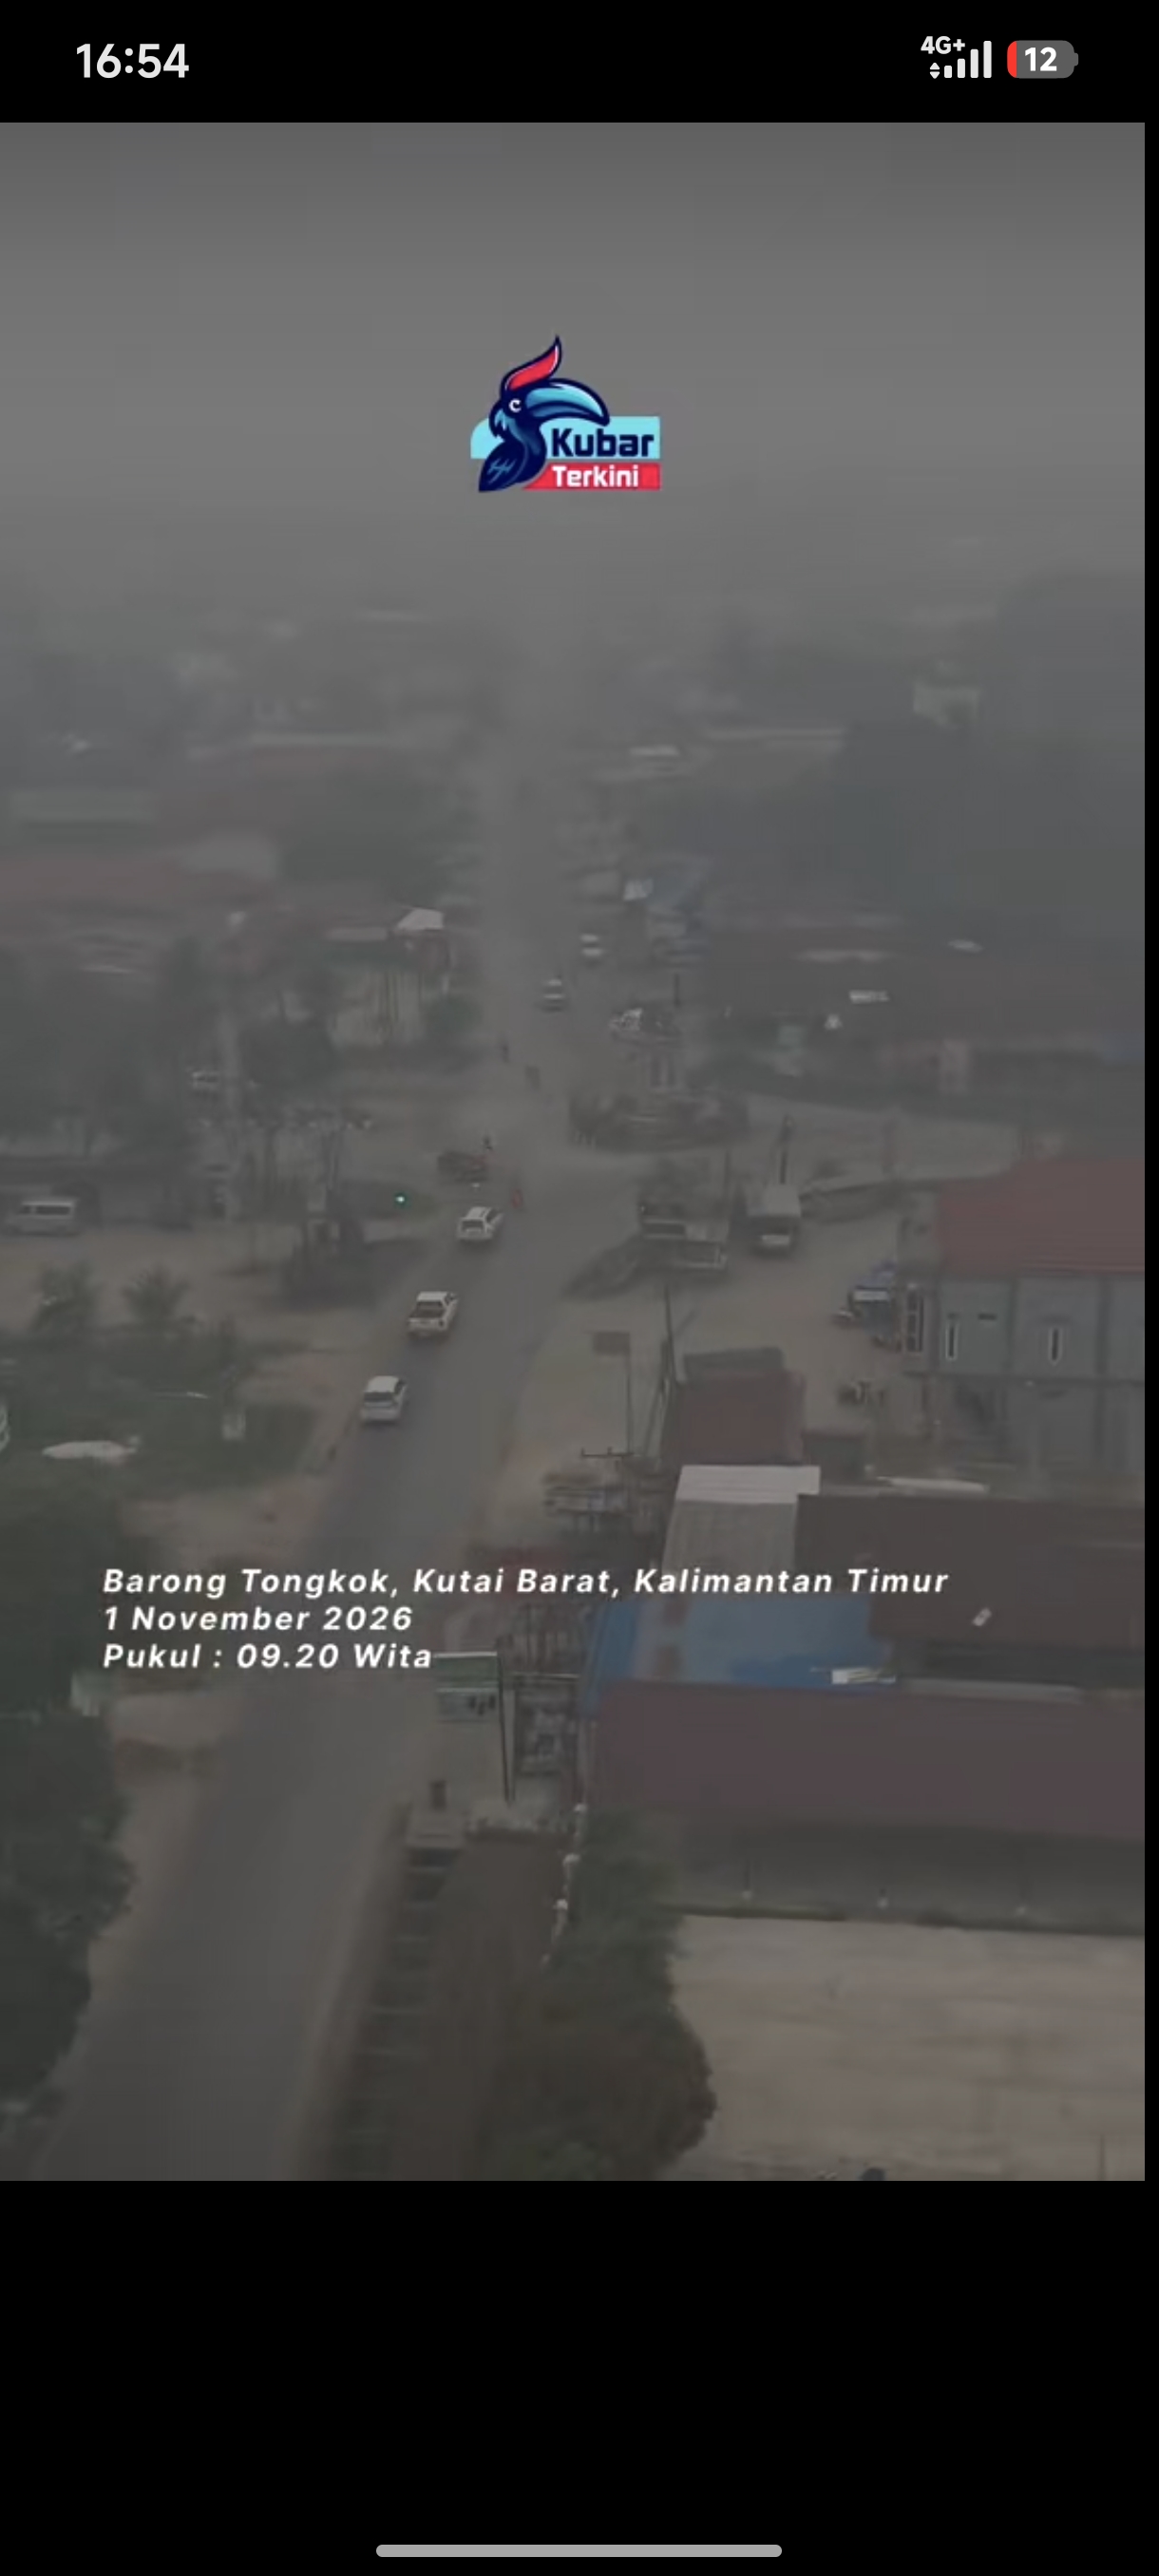 16:54
4G+
12
Kubar
Terkini
Barong Tongkok, Kutai Barat, Kalimantan Timur
1 November 2026
Pukul : 09.20 Wita